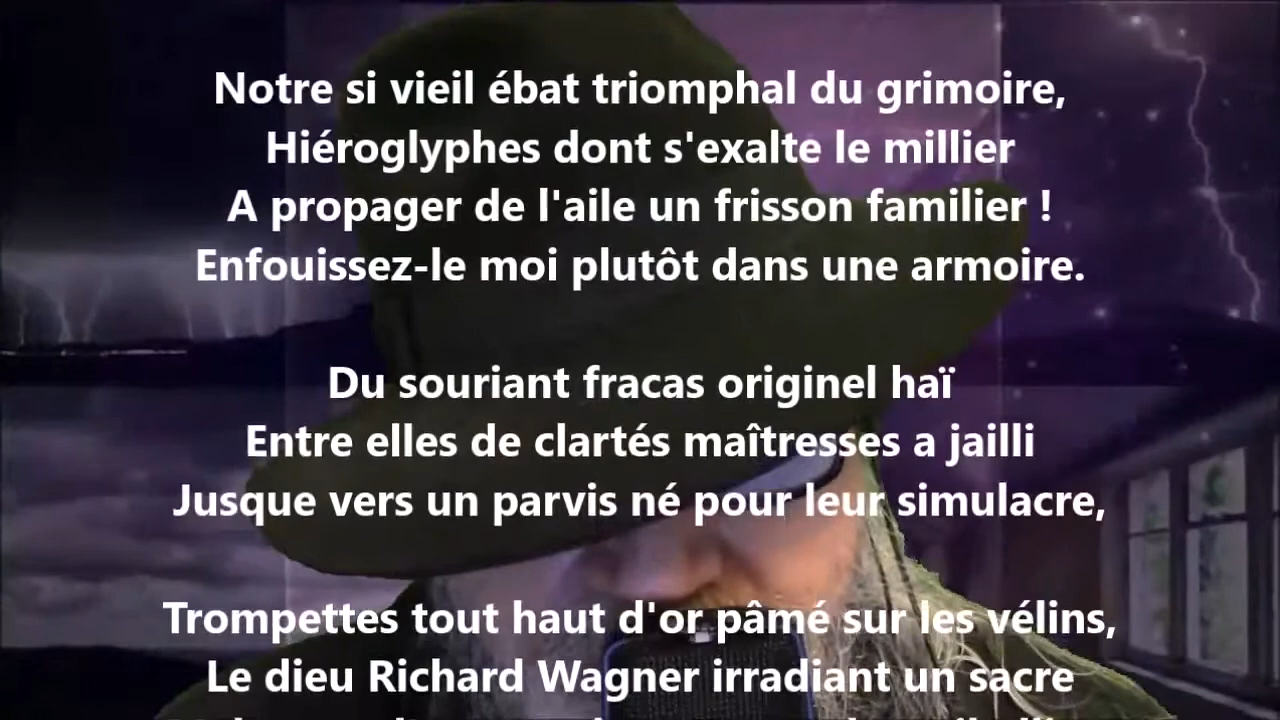 Notre si vieil ébat triomphal du grimoire,
Hiéroglyphes dont s'exalte le millier
A propager de l'aile un frisson familier !
Enfouissez-le moi plutôt dans une armoire.
Du souriant fracas originel haï
Entre elles de clartés maîtresses a jailli
Jusque vers un parvis né pour leur simulacre,
Trompettes tout haut d'or pâmé sur les vélins,
Le dieu Richard Wagner irradiant un sacre